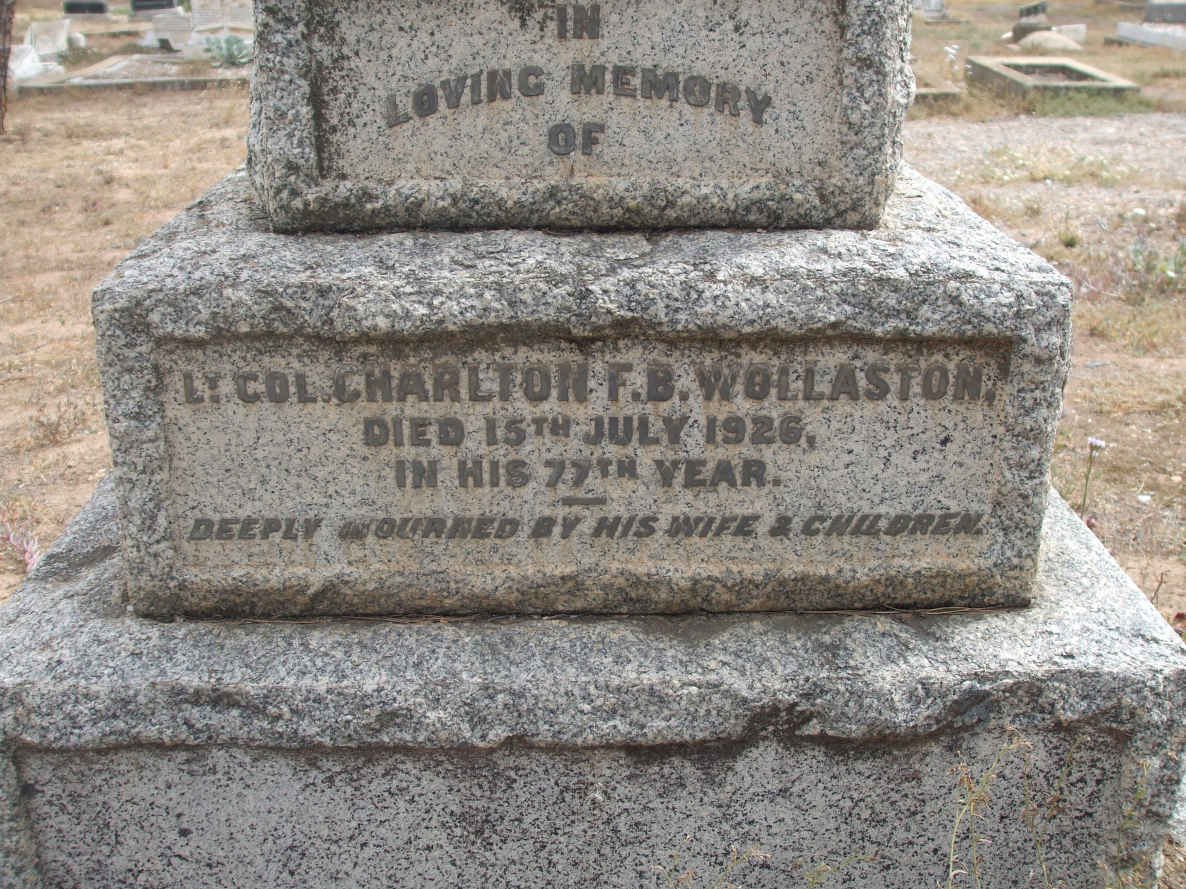 IN
LOVING MEMORY
OF
LT. COL. CHARLTON F.B. WOLLASTON,
DIED 15TH JULY 1926,
IN HIS 77TH YEAR.
DEEPLY MOURNED BY HIS WIFE & CHILDREN.